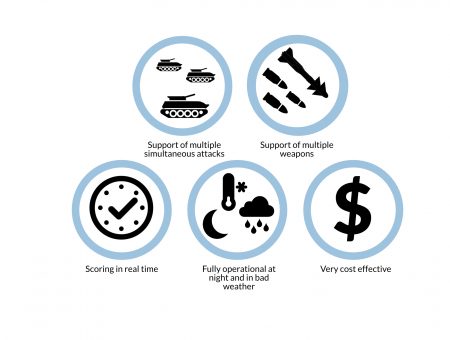 Support of multiple
simultaneous attacks
Support of multiple
weapons
Scoring in real time
Fully operational at
night and in bad
weather
Very cost effective